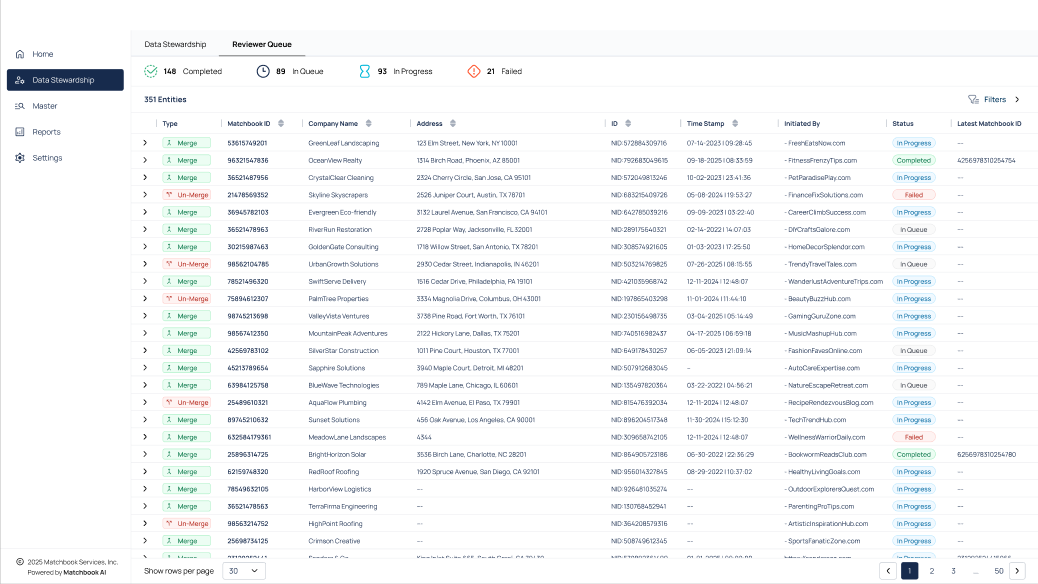 Data Stewardship Reviewer Queue
Home
Data Stewardship
Master
Reports
Settings
148 Completed 89 In Queue 93 In Progress 21 Failed
351 Entities Filters
Type Matchbook ID Company Name Address ID Time Stamp Initiated By Status Latest Matchbook ID
Merge 53615749201 GreenLeaf Landscaping 123 Elm Street, New York, NY 10001 NID:572884309716 07-14-2023 | 09:28:45 - FreshEatsNow.com In Progress ---
Merge 96321547836 OceanView Realty 1314 Birch Road, Phoenix, AZ 85001 NID:792683049615 09-18-2025 | 08:33:59 - FitnessFrenzyTips.com Completed 4256978310254754
Merge 36521487956 CrystalClear Cleaning 2324 Cherry Circle, San Jose, CA 95101 NID:572049813246 10-02-2023 | 23:41:36 - PetParadisePlay.com In Progress ---
Un-Merge 21478569352 Skyline Skyscrapers 2526 Juniper Court, Austin, TX 78701 NID:683215409726 05-08-2024 | 19:53:27 - FinanceFixSolutions.com Failed ---
Merge 36945782103 Evergreen Eco-friendly 3132 Laurel Avenue, San Francisco, CA 94101 NID:642785039216 09-09-2023 | 03:22:40 - CareerClimbSuccess.com In Progress ---
Merge 36521478963 RiverRun Restoration 2728 Poplar Way, Jacksonville, FL 32001 NID:289175640321 02-14-2022 | 14:07:03 - DIYCraftsGalore.com In Queue ---
Merge 30215987463 GoldenGate Consulting 1718 Willow Street, San Antonio, TX 78201 NID:308574921605 01-03-2023 | 17:25:50 - HomeDecorSplendor.com In Progress ---
Un-Merge 98562104785 UrbanGrowth Solutions 2930 Cedar Street, Indianapolis, IN 46201 NID:503214769825 07-26-2025 | 08:15:55 - TrendyTravelTales.com In Queue ---
Merge 78521496320 SwiftServe Delivery 1516 Cedar Drive, Philadelphia, PA 19101 NID:421035968742 12-11-2024 | 12:48:07 - WanderlustAdventureTrips.com In Progress ---
Un-Merge 75894612307 PalmTree Properties 3334 Magnolia Drive, Columbus, OH 43001 NID:197865403298 11-01-2024 | 11:44:10 - BeautyBuzzHub.com In Progress ---
Merge 98745213698 ValleyVista Ventures 3738 Pine Road, Fort Worth, TX 76101 NID:230156498735 03-04-2025 | 05:14:49 - GamingGuruZone.com In Progress ---
Merge 98567412350 MountainPeak Adventures 2122 Hickory Lane, Dallas, TX 75201 NID:740516982437 04-17-2025 | 06:59:18 - MusicMashupHub.com In Progress ---
Merge 42569783102 SilverStar Construction 1011 Pine Court, Houston, TX 77001 NID:649178430257 06-05-2023 | 21:09:14 - FashionFavesOnline.com In Queue ---
Merge 45213789654 Sapphire Solutions 3940 Maple Court, Detroit, MI 48201 NID:507912683045 - - AutoCareExpertise.com In Progress ---
Merge 63984125758 BlueWave Technologies 789 Maple Lane, Chicago, IL 60601 NID:135497820364 03-22-2022 | 04:56:21 - NatureEscapeRetreat.com In Queue ---
Un-Merge 25489610321 AquaFlow Plumbing 4142 Elm Avenue, El Paso, TX 79901 NID:815476392034 12-11-2024 | 12:48:07 - RecipeRendezvousBlog.com In Progress ---
Merge 89745210632 Sunset Solutions 456 Oak Avenue, Los Angeles, CA 90001 NID:896204517348 11-30-2024 | 15:12:30 - TechTrendHub.com In Progress ---
Merge 632584179361 MeadowLane Landscapes 4344 NID:309658742105 12-11-2024 | 12:48:07 - WellnessWarriorDaily.com Failed ---
Merge 25896314725 BrightHorizon Solar 3536 Birch Lane, Charlotte, NC 28201 NID:864905723186 06-30-2022 | 22:36:29 - BookwormReadsClub.com Completed 6256978310254780
Merge 62159748320 RedRoof Roofing 1920 Spruce Avenue, San Diego, CA 92101 NID:956014327845 08-29-2022 | 10:37:02 - HealthyLivingGoals.com In Progress ---
Merge 78549632105 HarborView Logistics --- NID:926481035274 --- - OutdoorExplorersQuest.com In Progress ---
Merge 36521478563 TerraFirma Engineering --- NID:130768452941 --- - ParentingProTips.com In Progress ---
Un-Merge 98563214752 HighPoint Roofing --- NID:364208579316 --- - ArtisticInspirationHub.com In Progress ---
Merge 25698734125 Crimson Creative --- NID:508749612345 --- - SportsFanaticZone.com In Progress ---
Show rows per page 30 1 2 3 ... 50
© 2025 Matchbook Services, Inc.
Powered by Matchbook AI